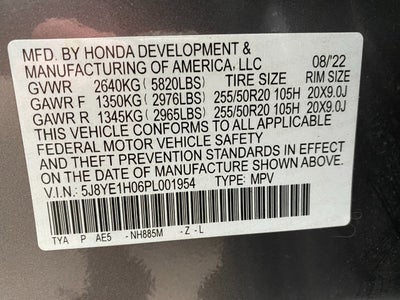 MFD. BY HONDA DEVELOPMENT &
MANUFACTURING OF AMERICA, LLC 08/'22
GVWR 2640KG (5820LBS) TIRE SIZE RIM SIZE
GAWR F 1350KG (2976LBS) 255/50R20 105H 20X9.0J
GAWR R 1345KG (2965LBS) 255/50R20 105H 20X9.0J
THIS VEHICLE CONFORMS TO ALL APPLICABLE
FEDERAL MOTOR VEHICLE SAFETY, BUMPER,
AND THEFT PREVENTION STANDARDS IN EFFECT ON THE
DATE OF MANUFACTURE SHOWN ABOVE.
V.I.N.: 5J8YE1H06PL001954 TYPE: MPV
TYA P AE5 -NH885M -Z-L